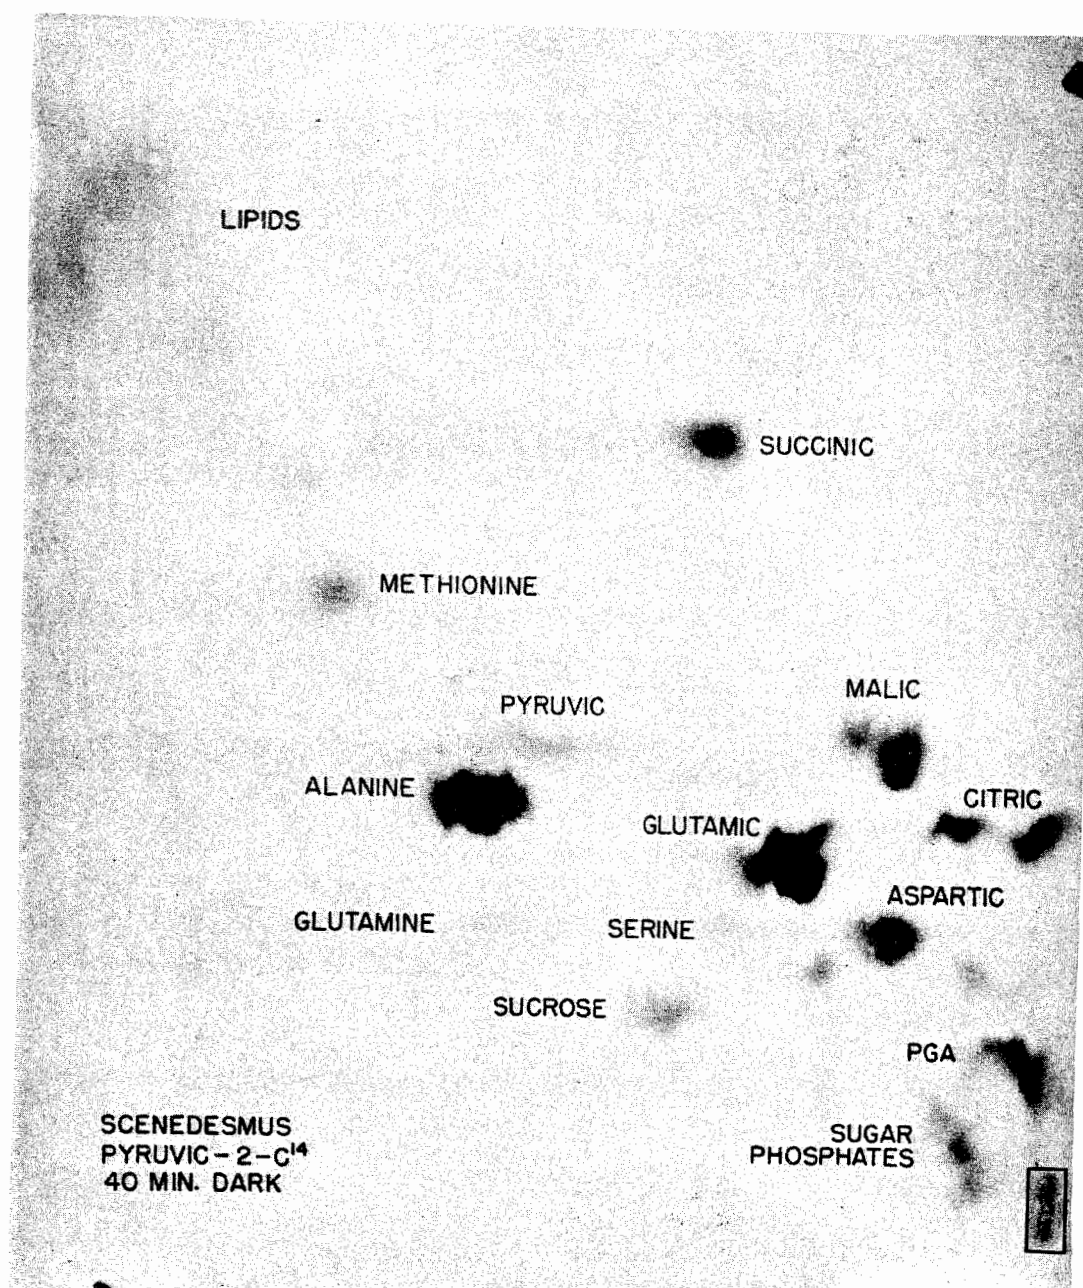 LIPIDS
SUCCINIC
METHIONINE
PYRUVIC
MALIC
ALANINE
CITRIC
GLUTAMIC
ASPARTIC
GLUTAMINE
SERINE
SUCROSE
PGA
SCENEDESMUS
PYRUVIC-2-C¹⁴
40 MIN. DARK
SUGAR
PHOSPHATES